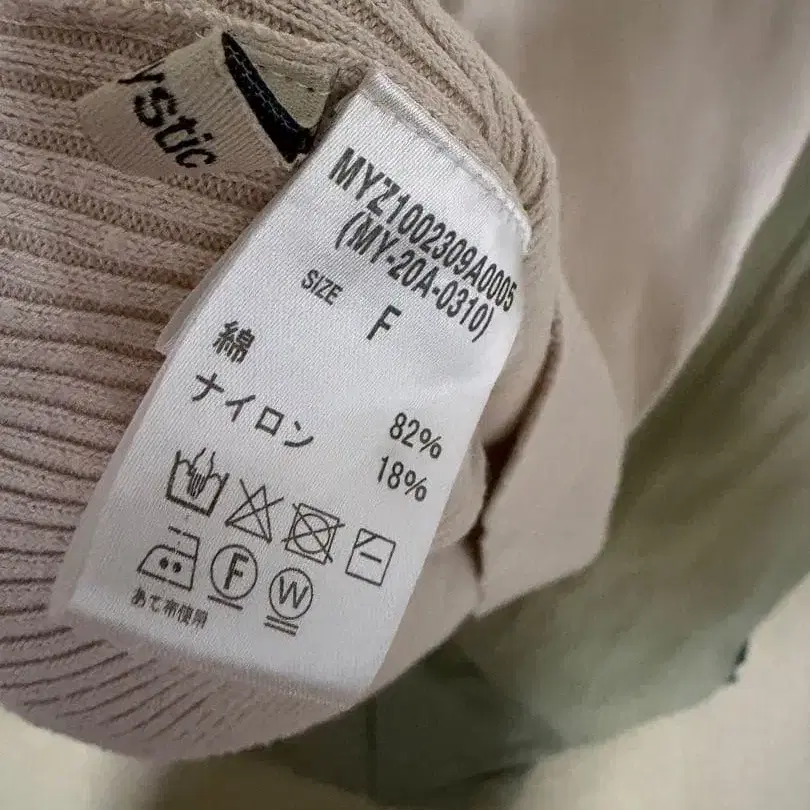 ystic
MYZ1002309A0005
(MY-20A-0310)
SIZE F
綿 82%
ナイロン 18%
F W
あて布使用